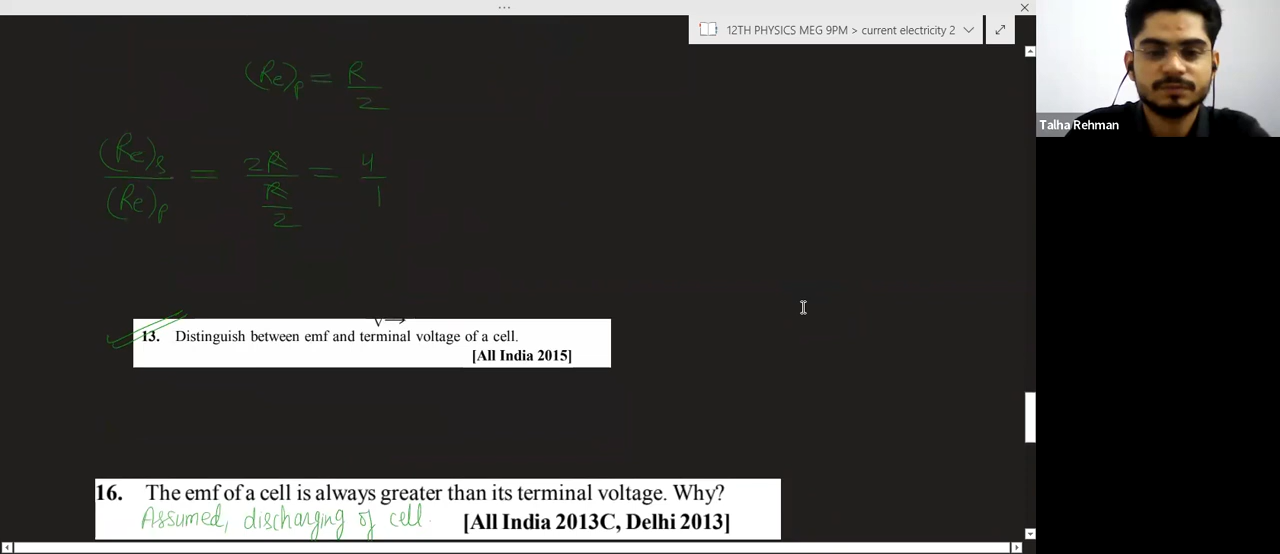 12TH PHYSICS MEG 9PM > current electricity 2
(Re)p = R/2
(Re)s/(Re)p = 2R/(R/2) = 4/1
Talha Rehman
V→
13. Distinguish between emf and terminal voltage of a cell.
[All India 2015]
16. The emf of a cell is always greater than its terminal voltage. Why?
Assumed, discharging of cell. [All India 2013C, Delhi 2013]